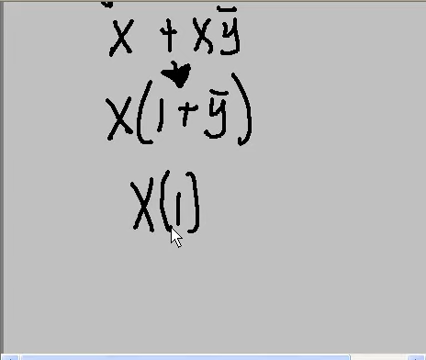 X + Xȳ
X(1 + ȳ)
X(1)